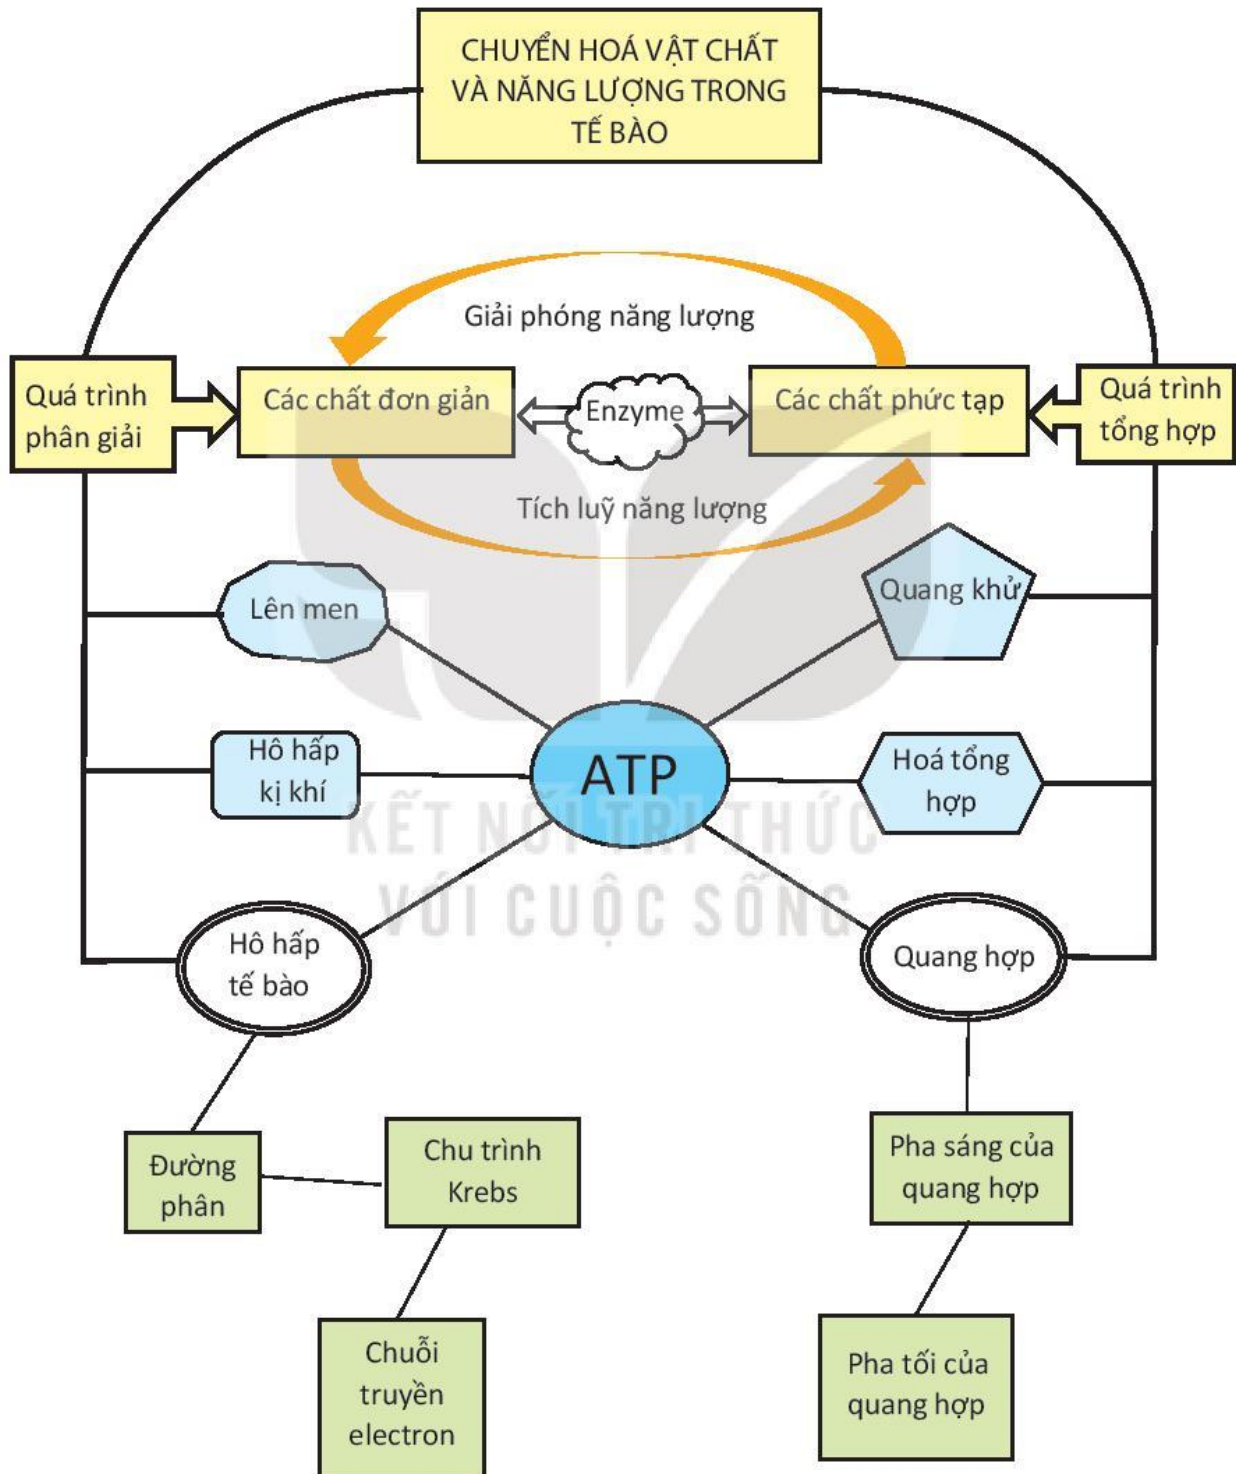 CHUYỂN HOÁ VẬT CHẤT
VÀ NĂNG LƯỢNG TRONG
TẾ BÀO
Giải phóng năng lượng
Quá trình
phân giải
Các chất đơn giản
Enzyme
Các chất phức tạp
Quá trình
tổng hợp
Tích luỹ năng lượng
Lên men
Quang khử
Hô hấp
kị khí
ATP
Hoá tổng
hợp
KẾT NỐI TRI THỨC
VỚI CUỘC SỐNG
Hô hấp
tế bào
Quang hợp
Đường
phân
Chu trình
Krebs
Pha sáng của
quang hợp
Chuỗi
truyền
electron
Pha tối của
quang hợp